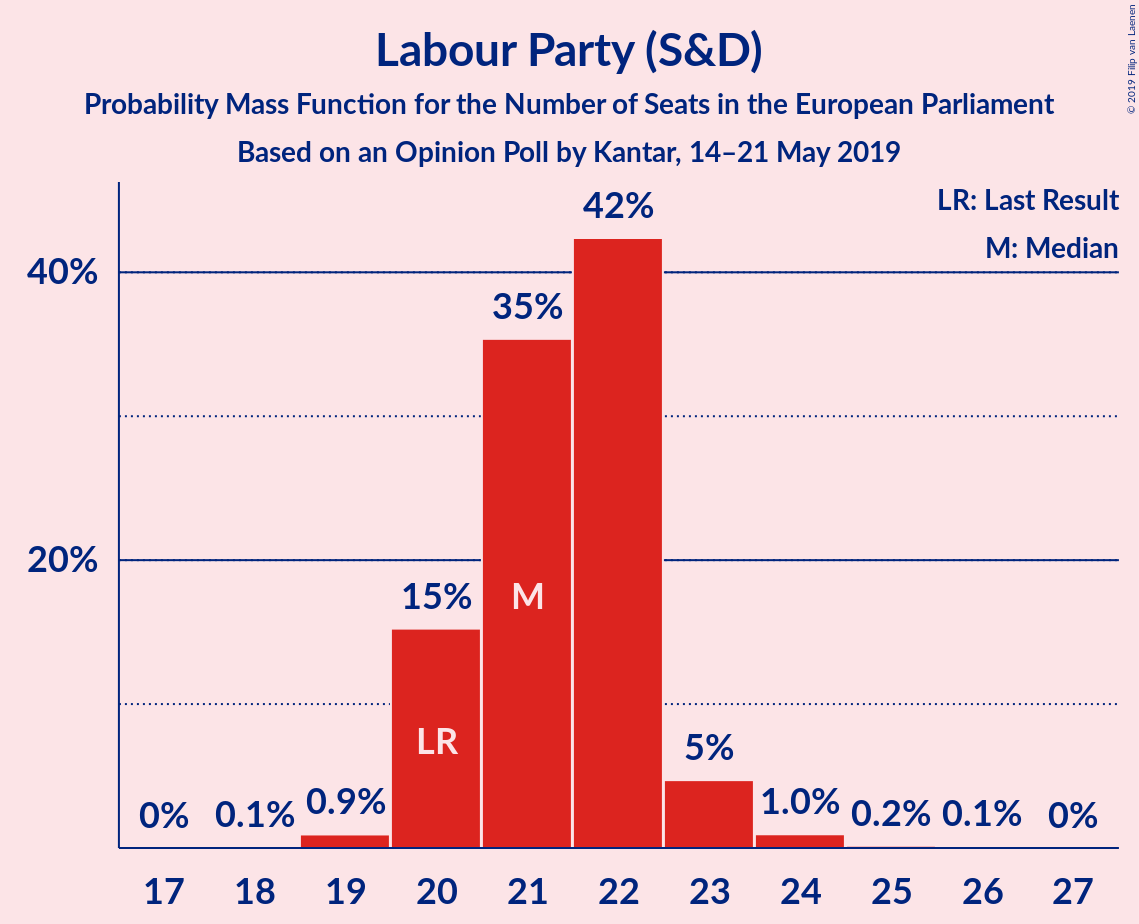 Labour Party (S&D)
Probability Mass Function for the Number of Seats in the European Parliament
Based on an Opinion Poll by Kantar, 14–21 May 2019
© 2019 Filip van Laenen
LR: Last Result
M: Median
40%
20%
0%
0.1%
0.9%
15%
35%
42%
5%
1.0%
0.2%
0.1%
0%
LR
M
17 18 19 20 21 22 23 24 25 26 27